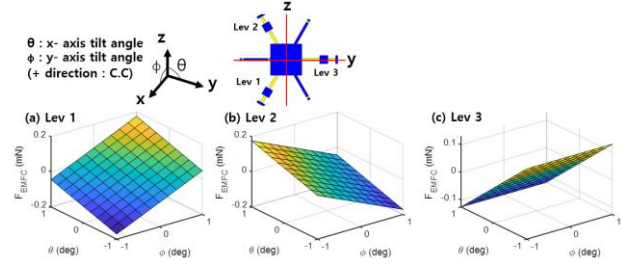 θ : x- axis tilt angle
ϕ : y- axis tilt angle
(+ direction : C.C)
z
ϕ θ
x y
z
Lev 2
y
Lev 1
Lev 3
(a) Lev 1
(b) Lev 2
(c) Lev 3
F_EMFC (mN)
0.2
0
-0.2
1
0
-1 -1
0
1
θ (deg)
ϕ (deg)
F_EMFC (mN)
0.2
0
-0.2
1
0
-1 -1
0
1
θ (deg)
ϕ (deg)
F_EMFC (mN)
0.1
0
-0.1
1
0
-1 -1
0
1
θ (deg)
ϕ (deg)